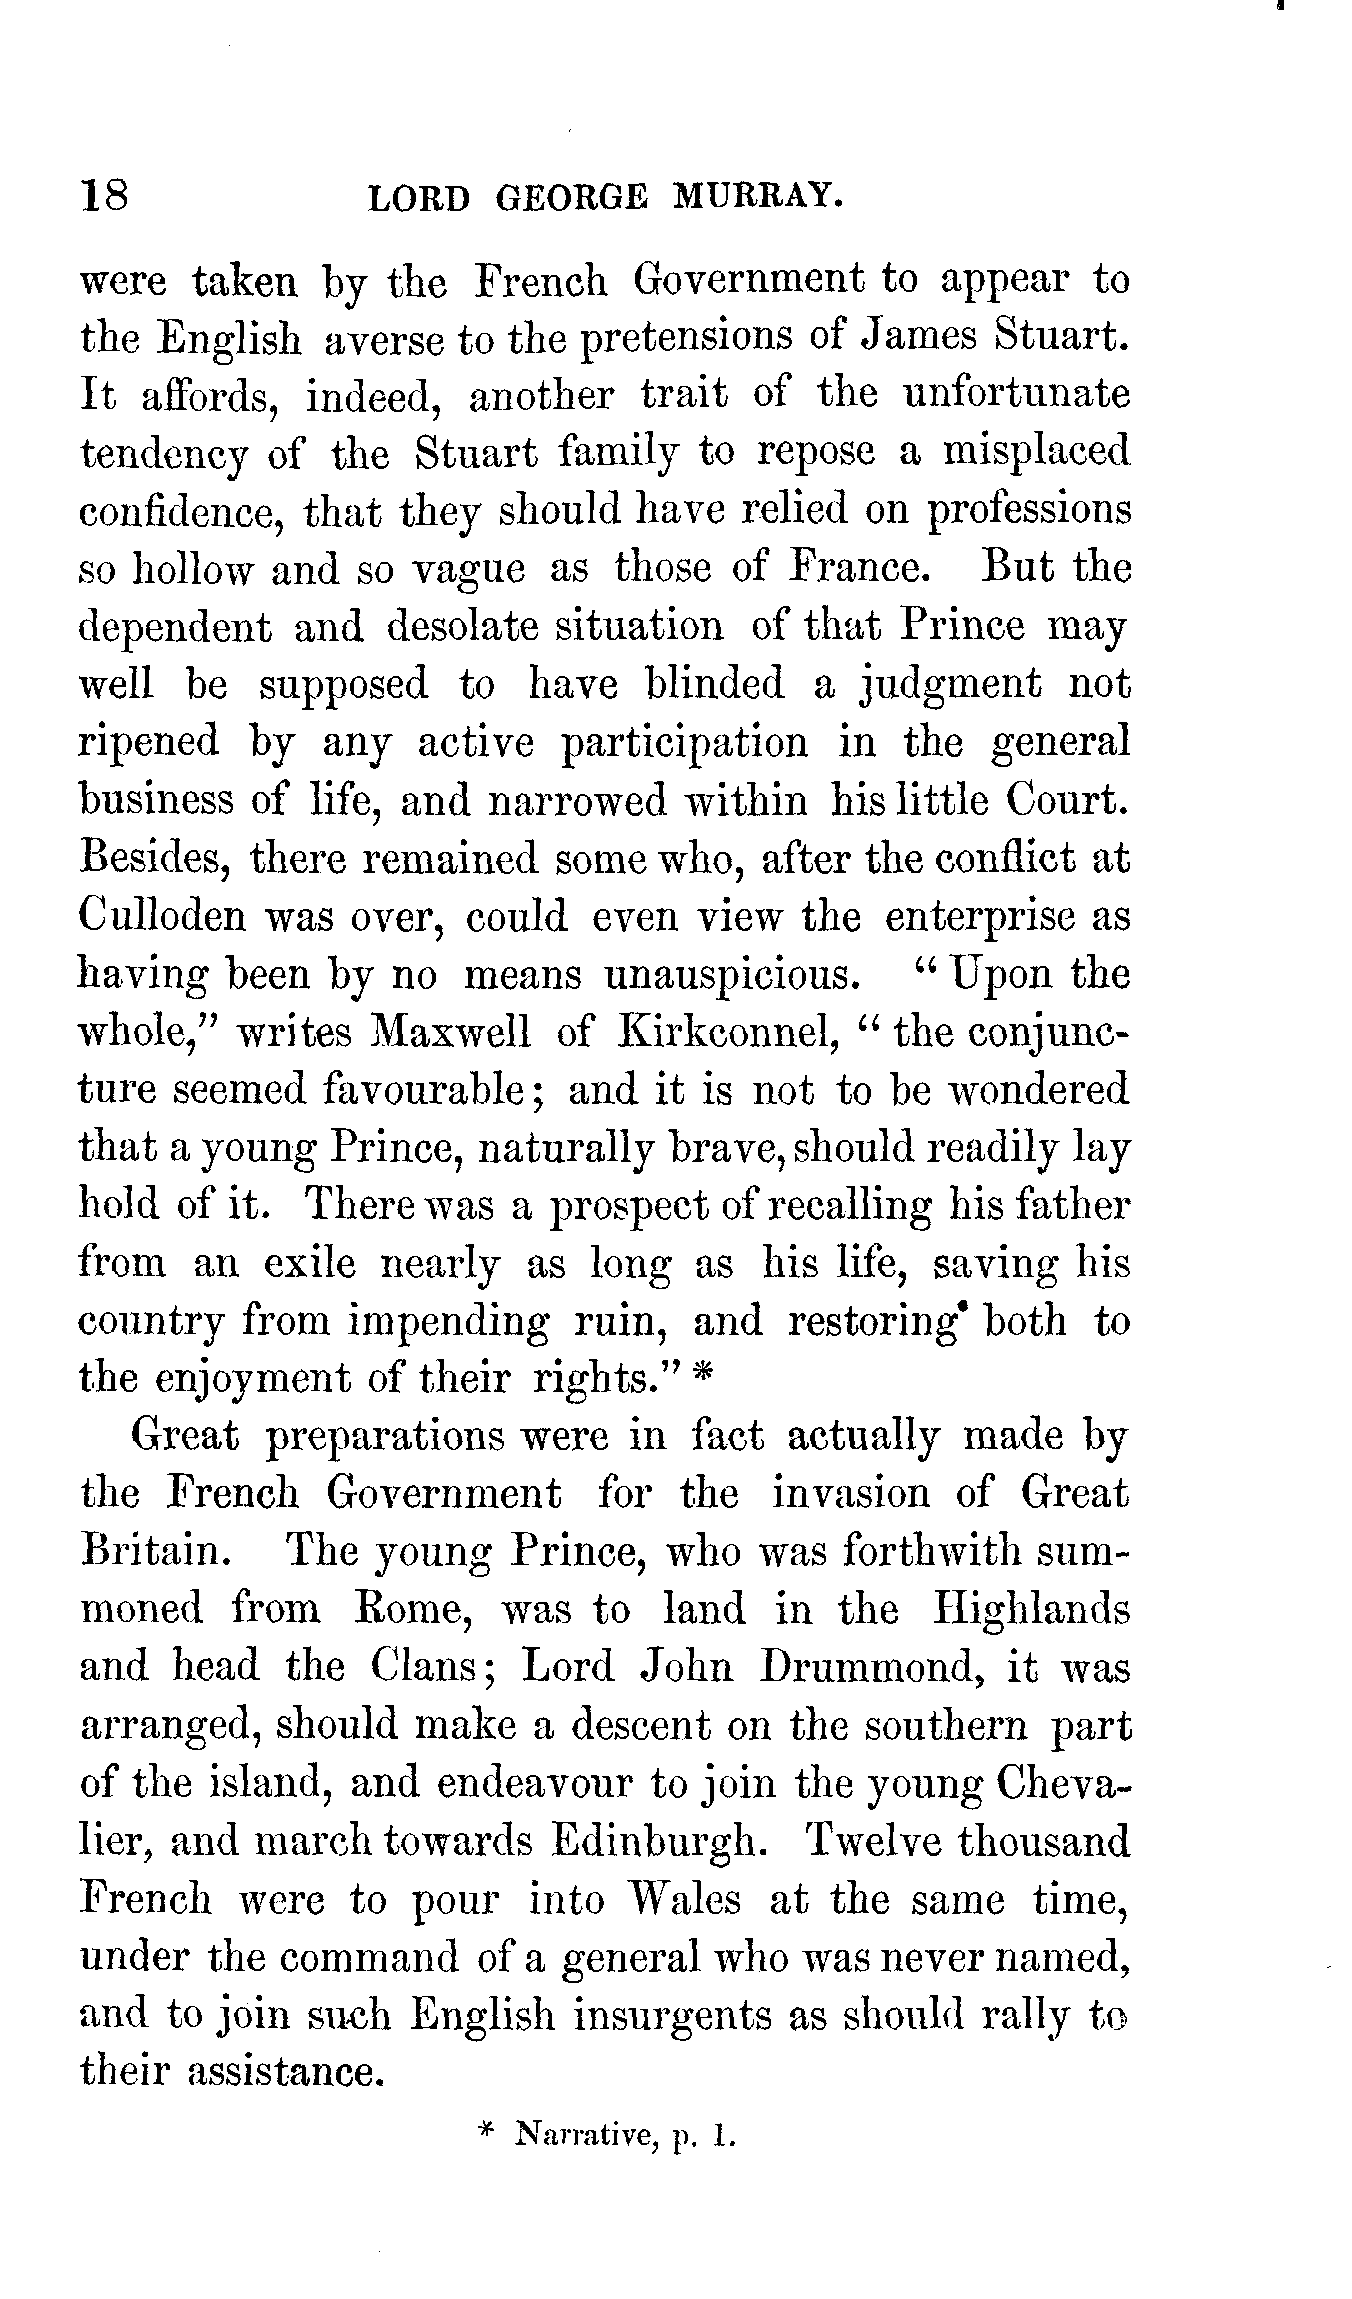 18 LORD GEORGE MURRAY.
were taken by the French Government to appear to
the English averse to the pretensions of James Stuart.
It affords, indeed, another trait of the unfortunate
tendency of the Stuart family to repose a misplaced
confidence, that they should have relied on professions
so hollow and so vague as those of France. But the
dependent and desolate situation of that Prince may
well be supposed to have blinded a judgment not
ripened by any active participation in the general
business of life, and narrowed within his little Court.
Besides, there remained some who, after the conflict at
Culloden was over, could even view the enterprise as
having been by no means unauspicious. “Upon the
whole,” writes Maxwell of Kirkconnel, “the conjunc-
ture seemed favourable; and it is not to be wondered
that a young Prince, naturally brave, should readily lay
hold of it. There was a prospect of recalling his father
from an exile nearly as long as his life, saving his
country from impending ruin, and restoring both to
the enjoyment of their rights.” *
Great preparations were in fact actually made by
the French Government for the invasion of Great
Britain. The young Prince, who was forthwith sum-
moned from Rome, was to land in the Highlands
and head the Clans; Lord John Drummond, it was
arranged, should make a descent on the southern part
of the island, and endeavour to join the young Cheva-
lier, and march towards Edinburgh. Twelve thousand
French were to pour into Wales at the same time,
under the command of a general who was never named,
and to join such English insurgents as should rally to
their assistance.
* Narrative, p. 1.